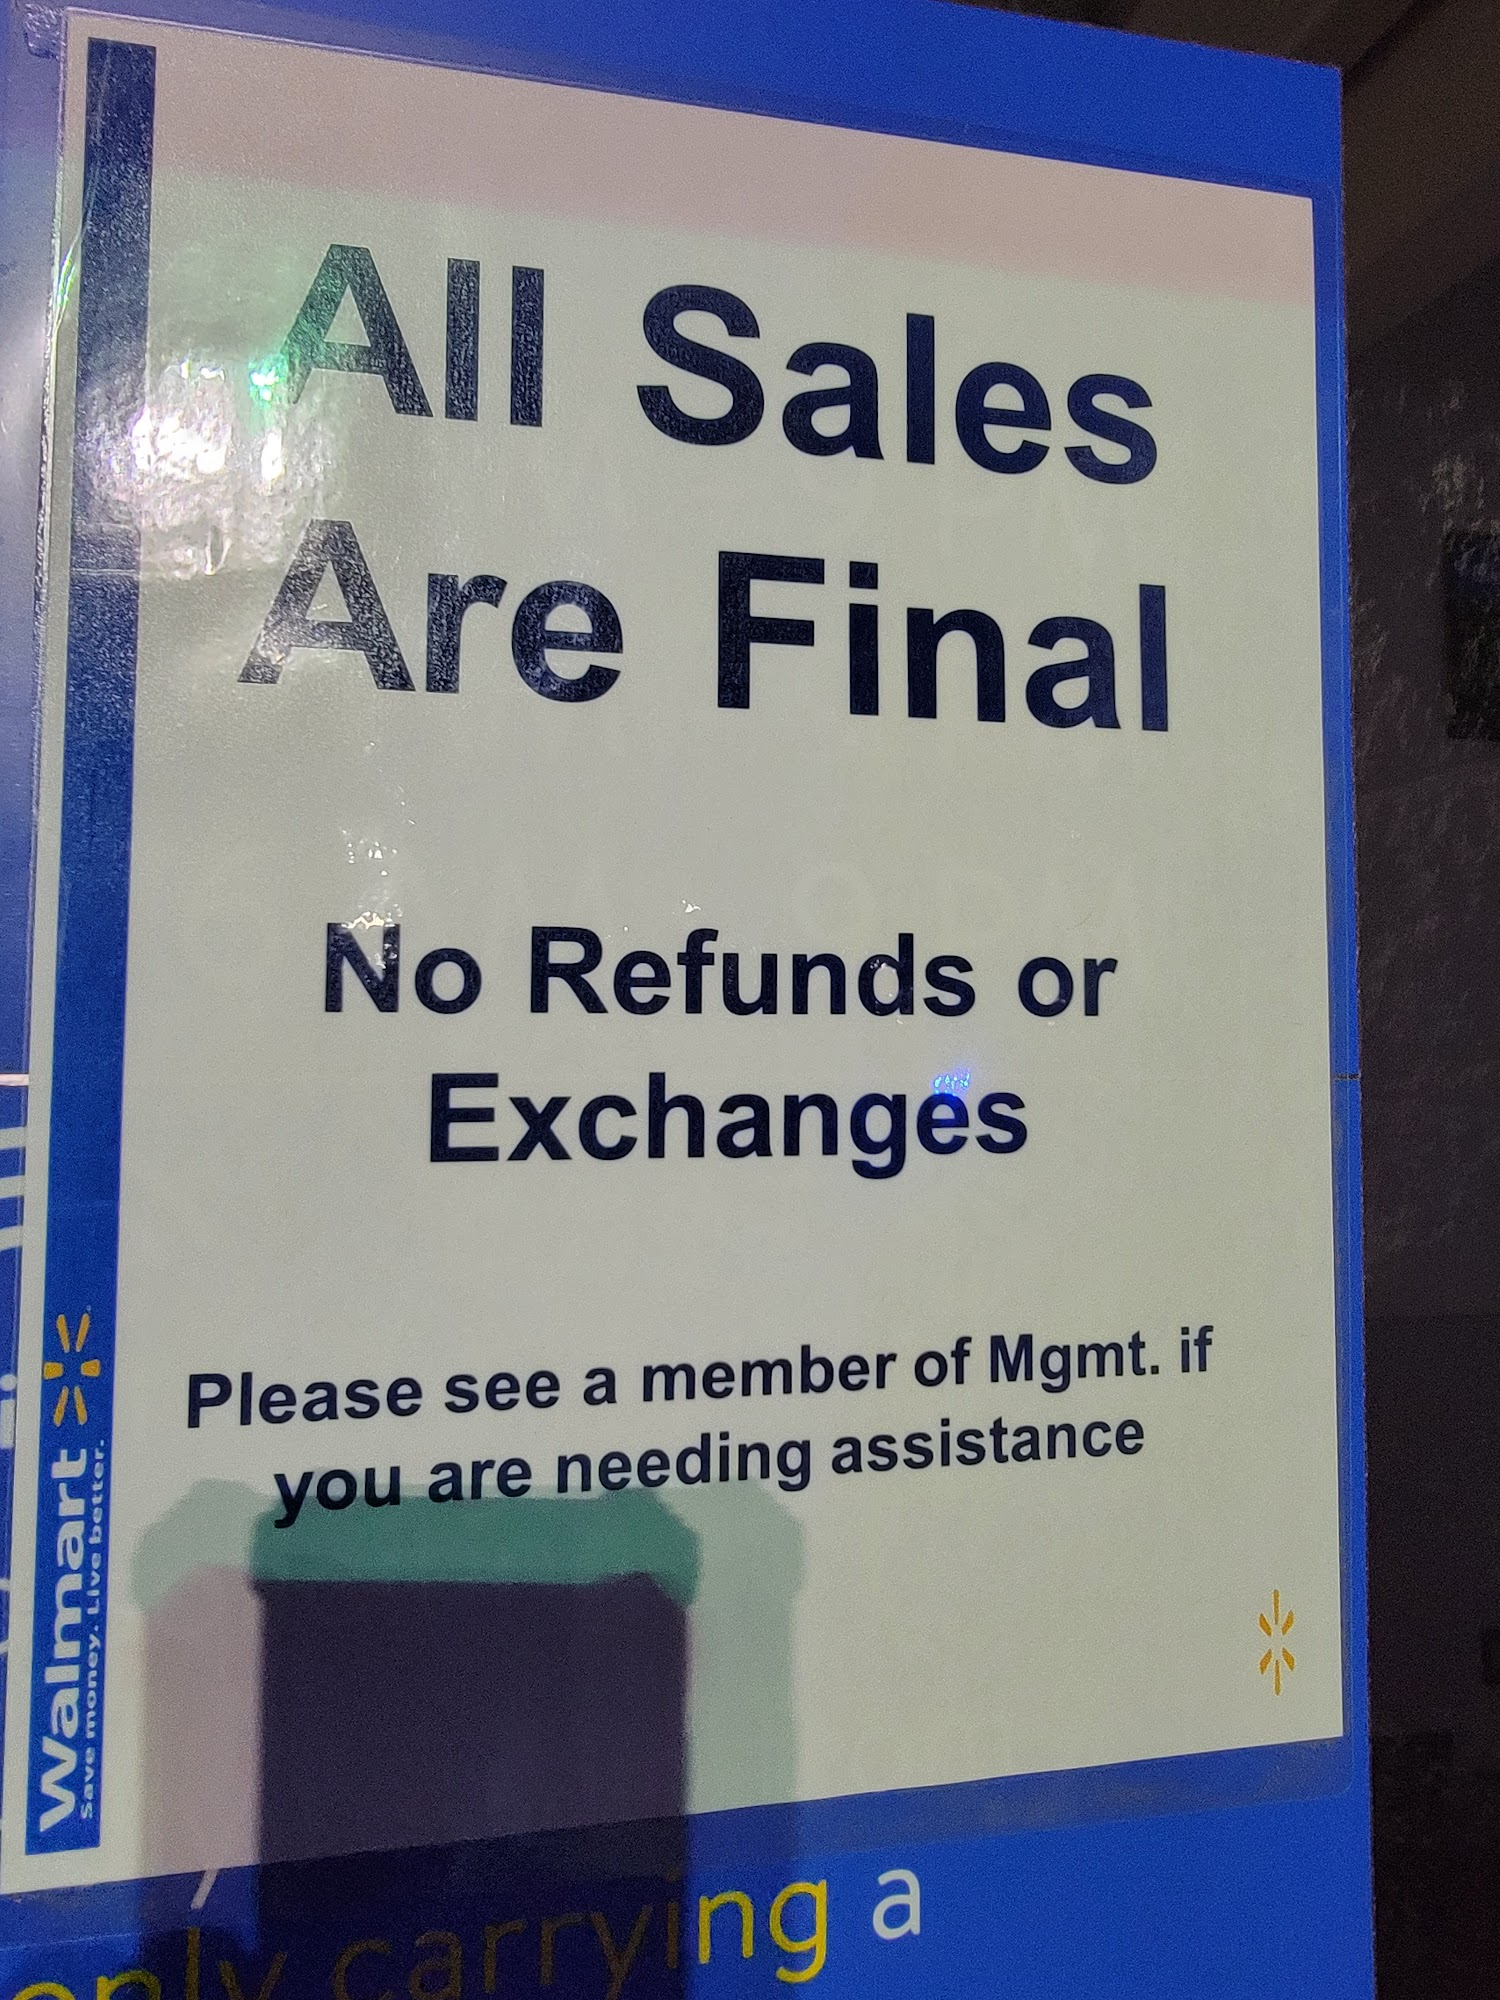 All Sales
Are Final
No Refunds or
Exchanges
Please see a member of Mgmt. if
you are needing assistance
Walmart
Save money. Live better.
only carrying a